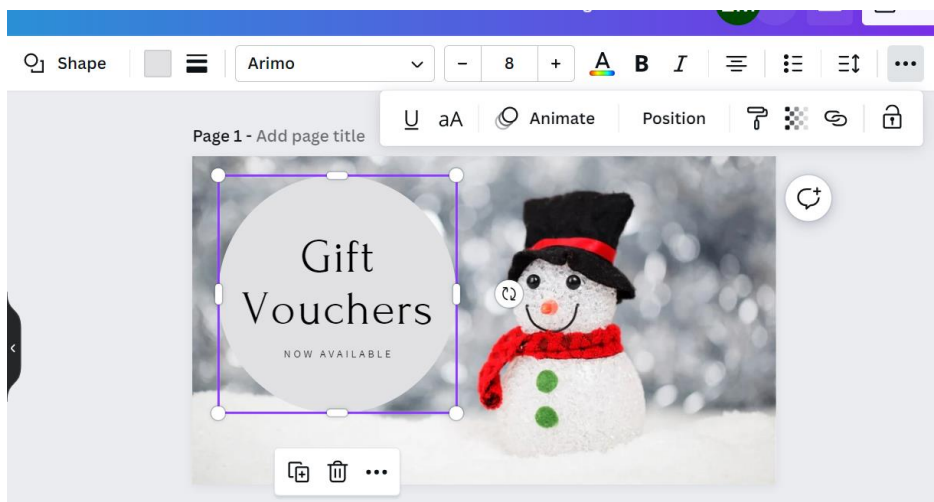 Shape
Arimo
- 8 +
A B I
U aA Animate Position
Page 1 - Add page title
Gift
Vouchers
NOW AVAILABLE